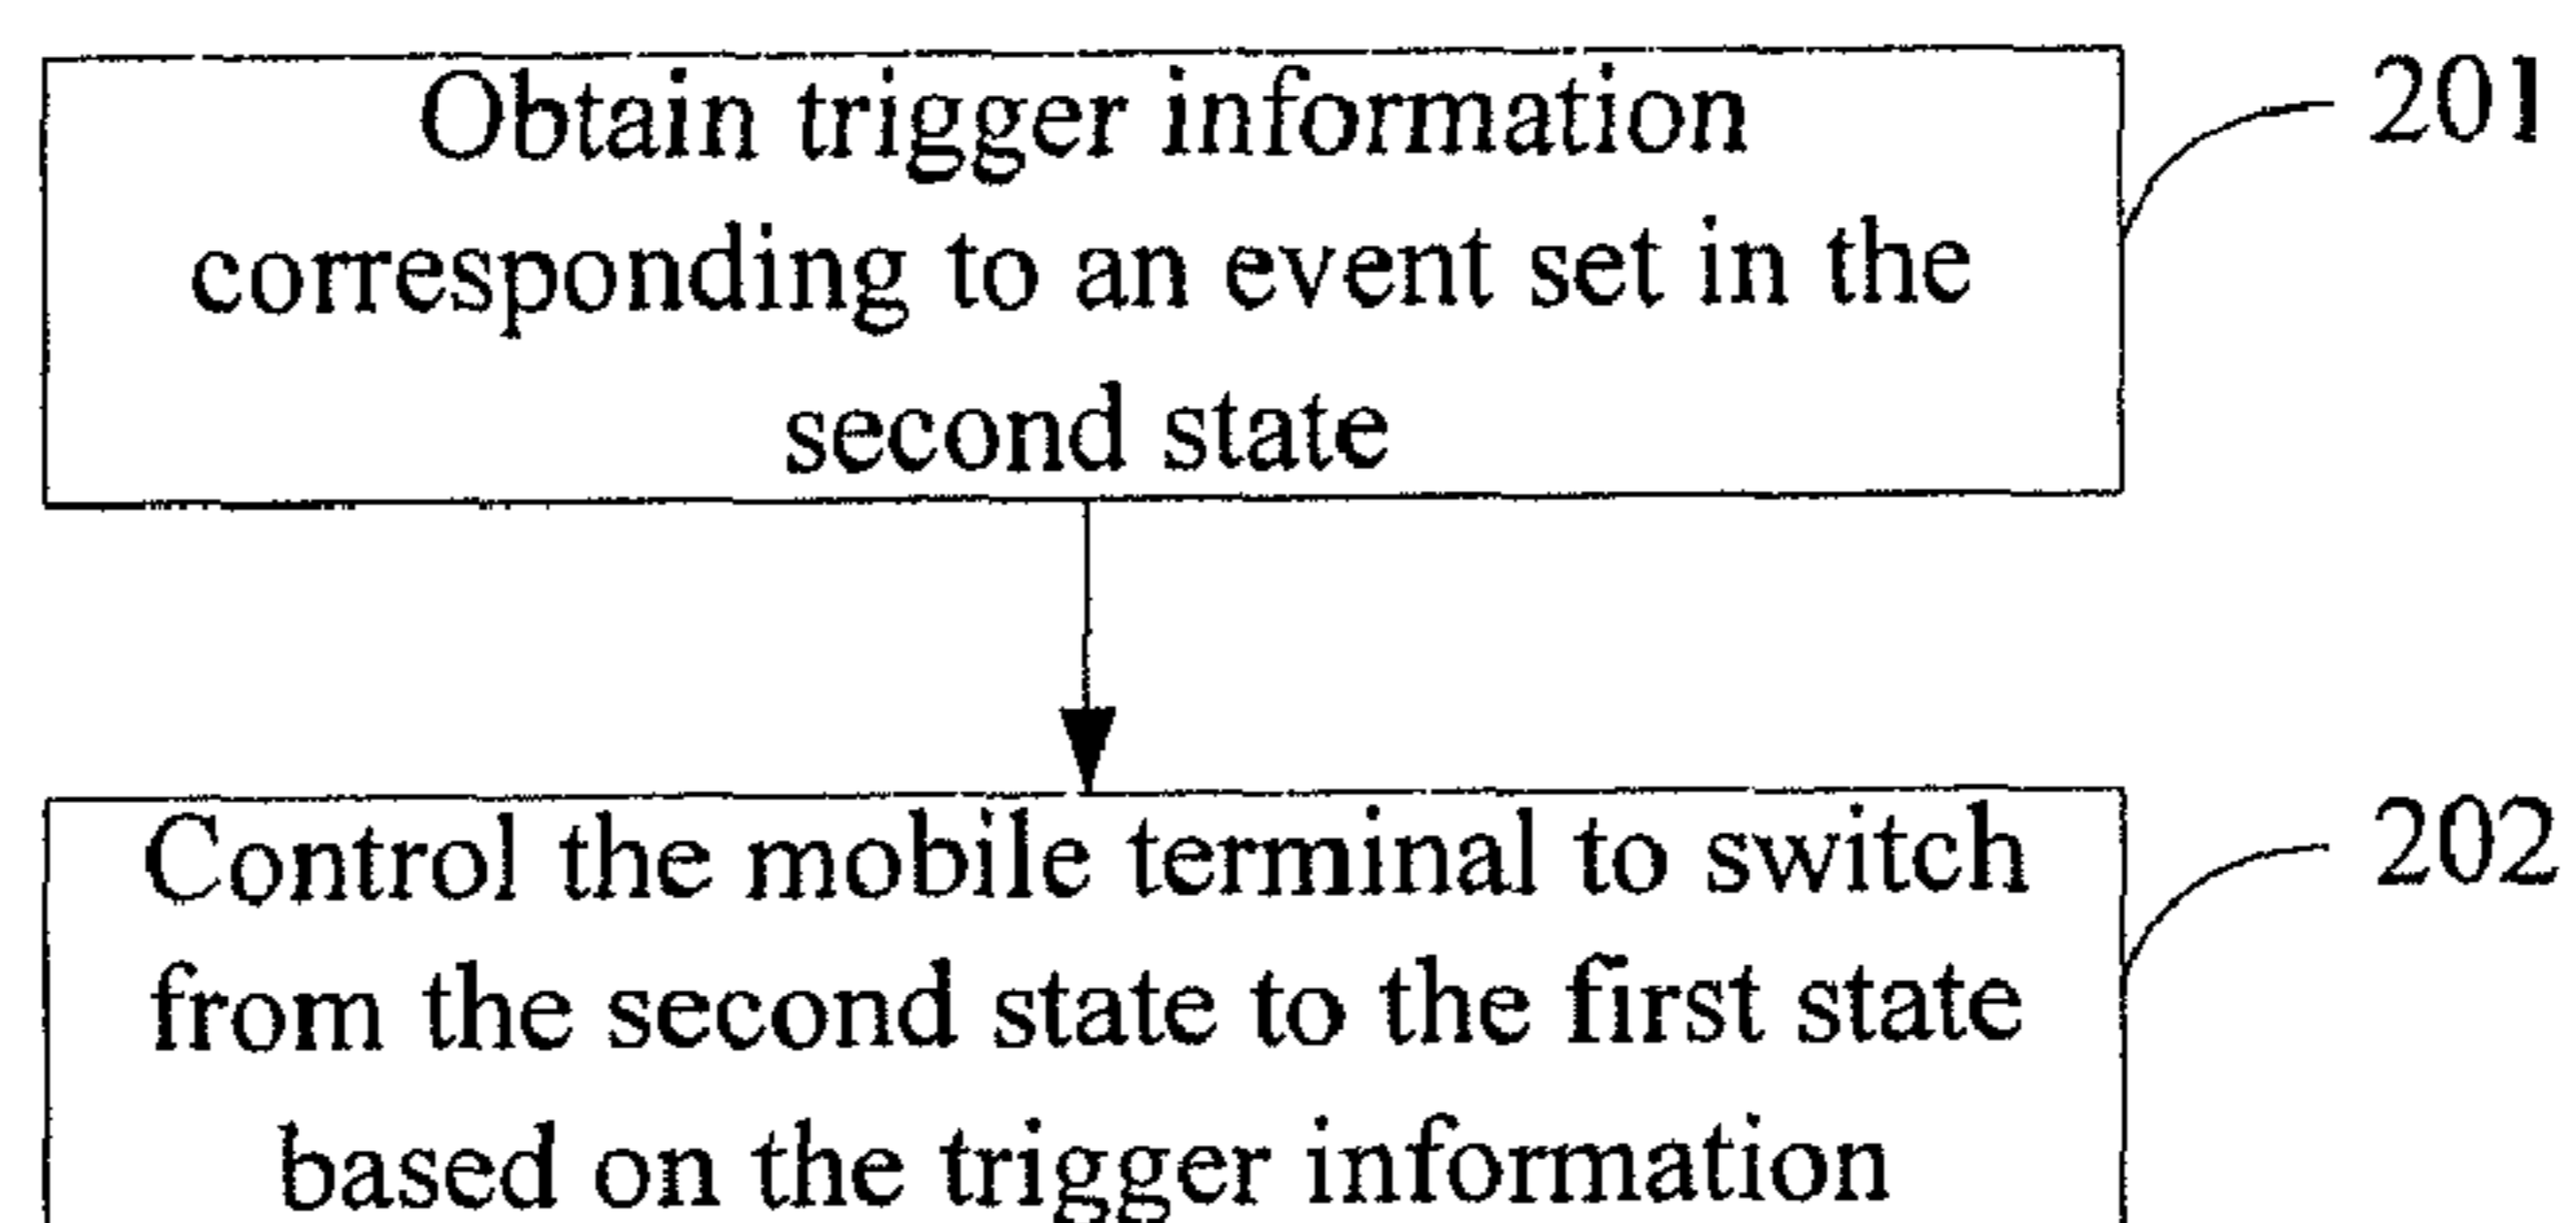 Obtain trigger information
corresponding to an event set in the
second state
201
Control the mobile terminal to switch
from the second state to the first state
based on the trigger information
202